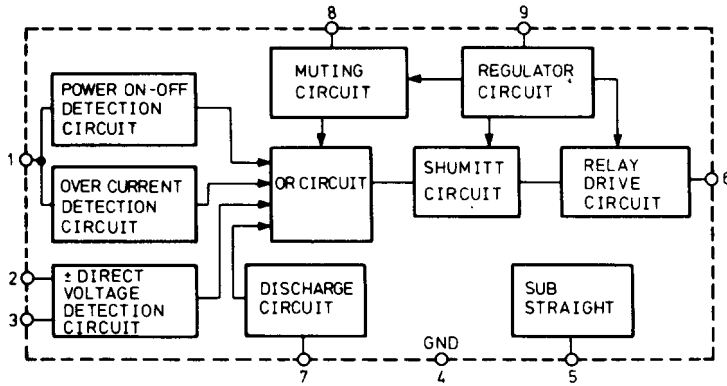 8
9
MUTING
CIRCUIT
REGULATOR
CIRCUIT
POWER ON-OFF
DETECTION
CIRCUIT
1
OVER CURRENT
DETECTION
CIRCUIT
OR CIRCUIT
SHUMITT
CIRCUIT
RELAY
DRIVE
CIRCUIT
6
2
3
± DIRECT
VOLTAGE
DETECTION
CIRCUIT
DISCHARGE
CIRCUIT
SUB
STRAIGHT
7
GND
4
5